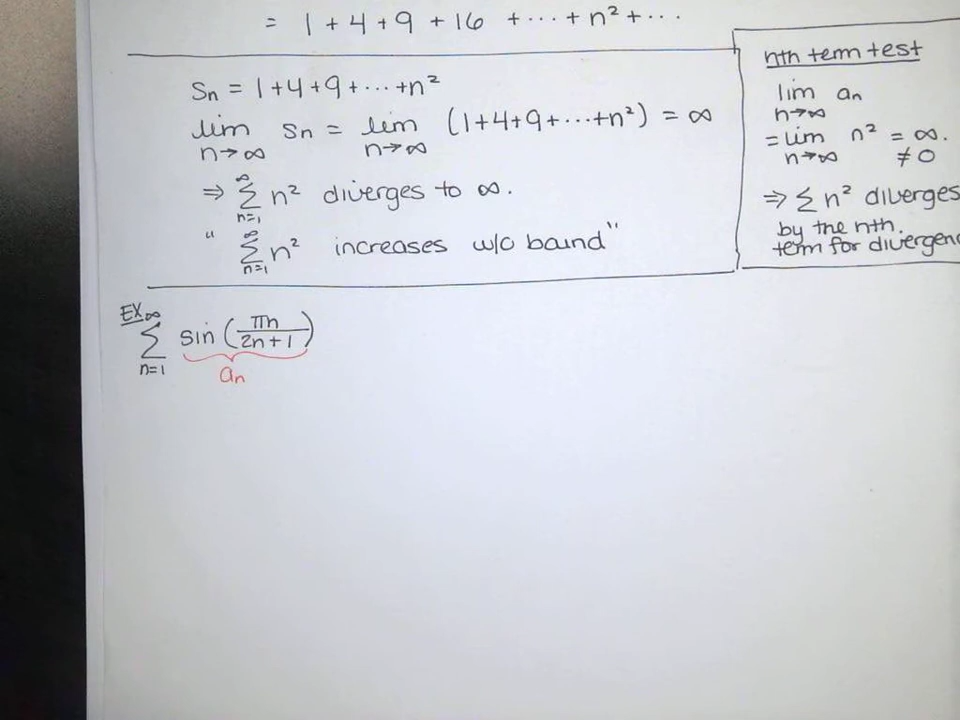 = 1 + 4 + 9 + 16 + ··· + n² + ···
Sn = 1+4+9+···+n²
lim Sn = lim (1+4+9+···+n²) = ∞
n→∞ n→∞
⇒ ∞
Σ n² diverges to ∞.
n=1
" ∞
Σ n² increases w/o bound"
n=1
nth term test
lim an
n→∞
= lim n² = ∞.
n→∞ ≠ 0
⇒ Σ n² diverges
by the nth.
term for divergenc
EX ∞
Σ sin (πn / 2n+1)
n=1
an